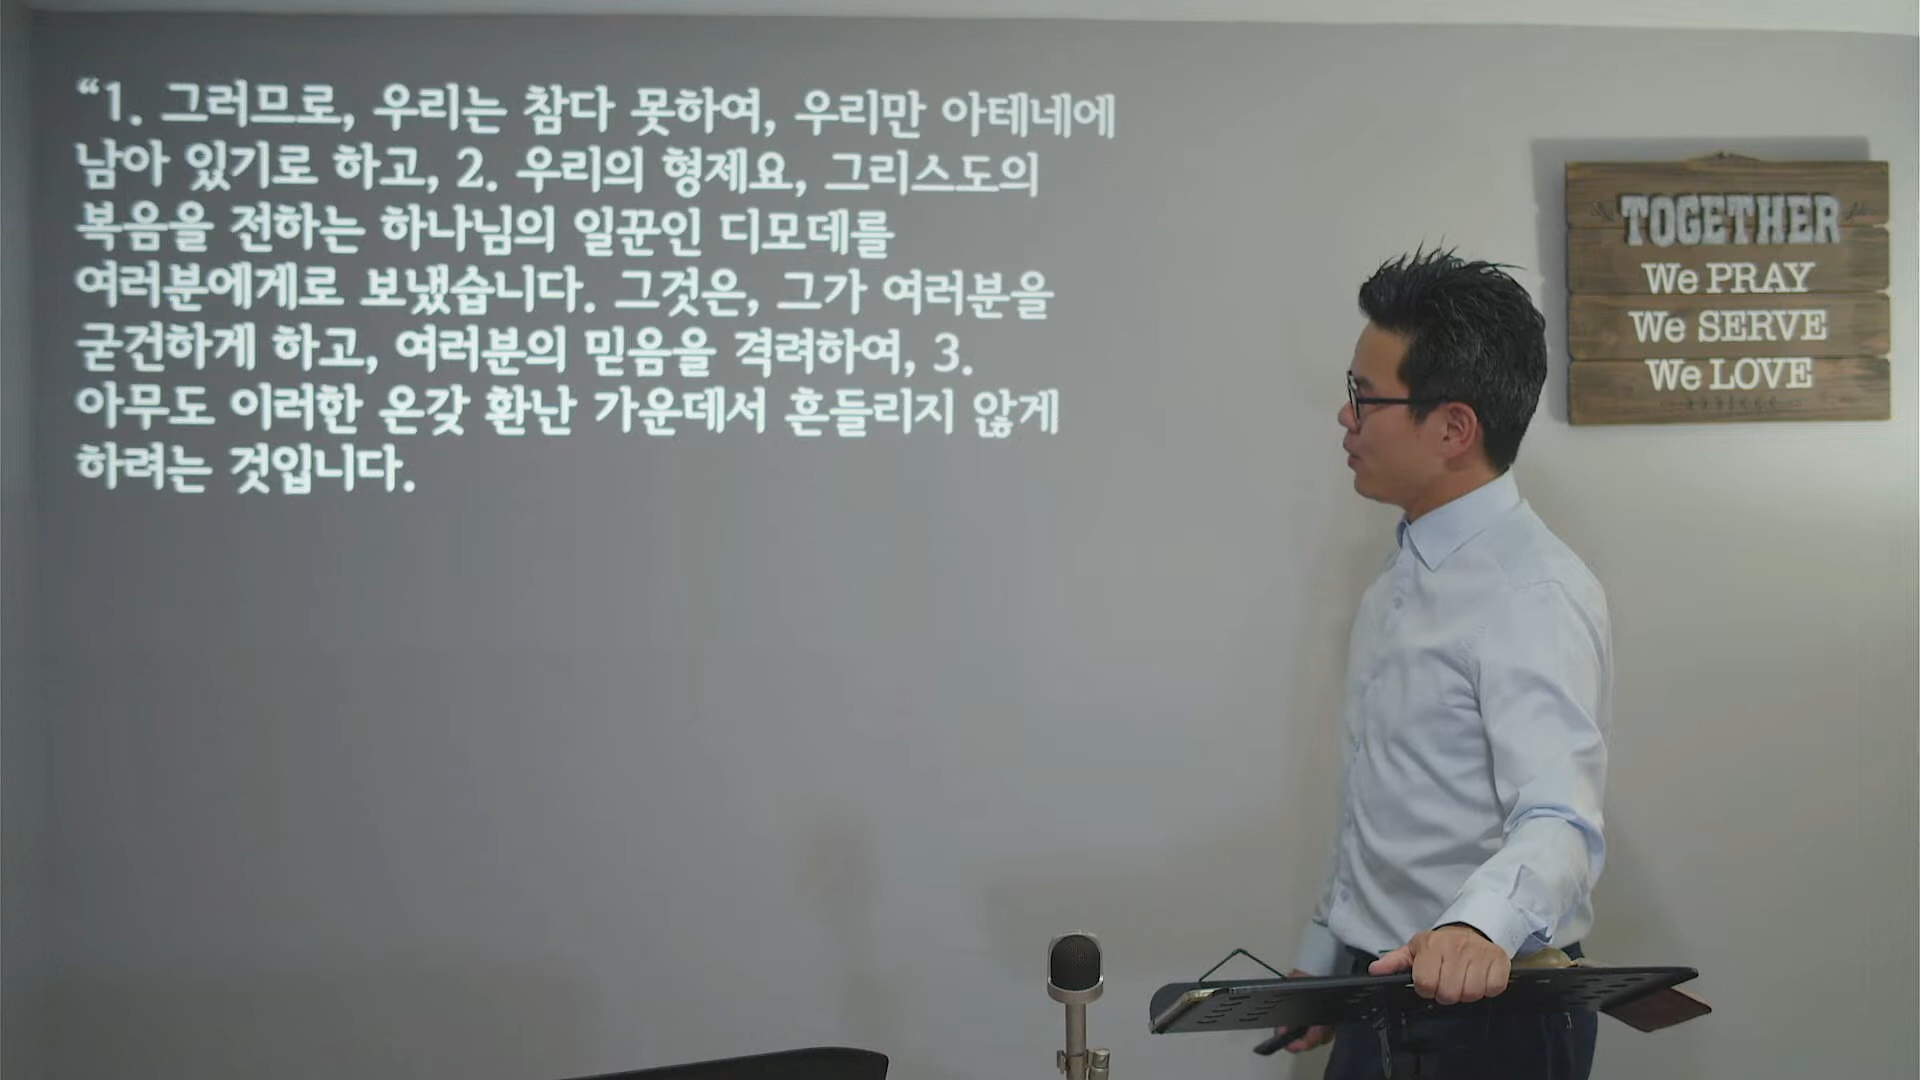 “1. 그러므로, 우리는 참다 못하여, 우리만 아테네에
남아 있기로 하고, 2. 우리의 형제요, 그리스도의
복음을 전하는 하나님의 일꾼인 디모데를
여러분에게로 보냈습니다. 그것은, 그가 여러분을
굳건하게 하고, 여러분의 믿음을 격려하여, 3.
아무도 이러한 온갖 환난 가운데서 흔들리지 않게
하려는 것입니다.
TOGETHER
We PRAY
We SERVE
We LOVE